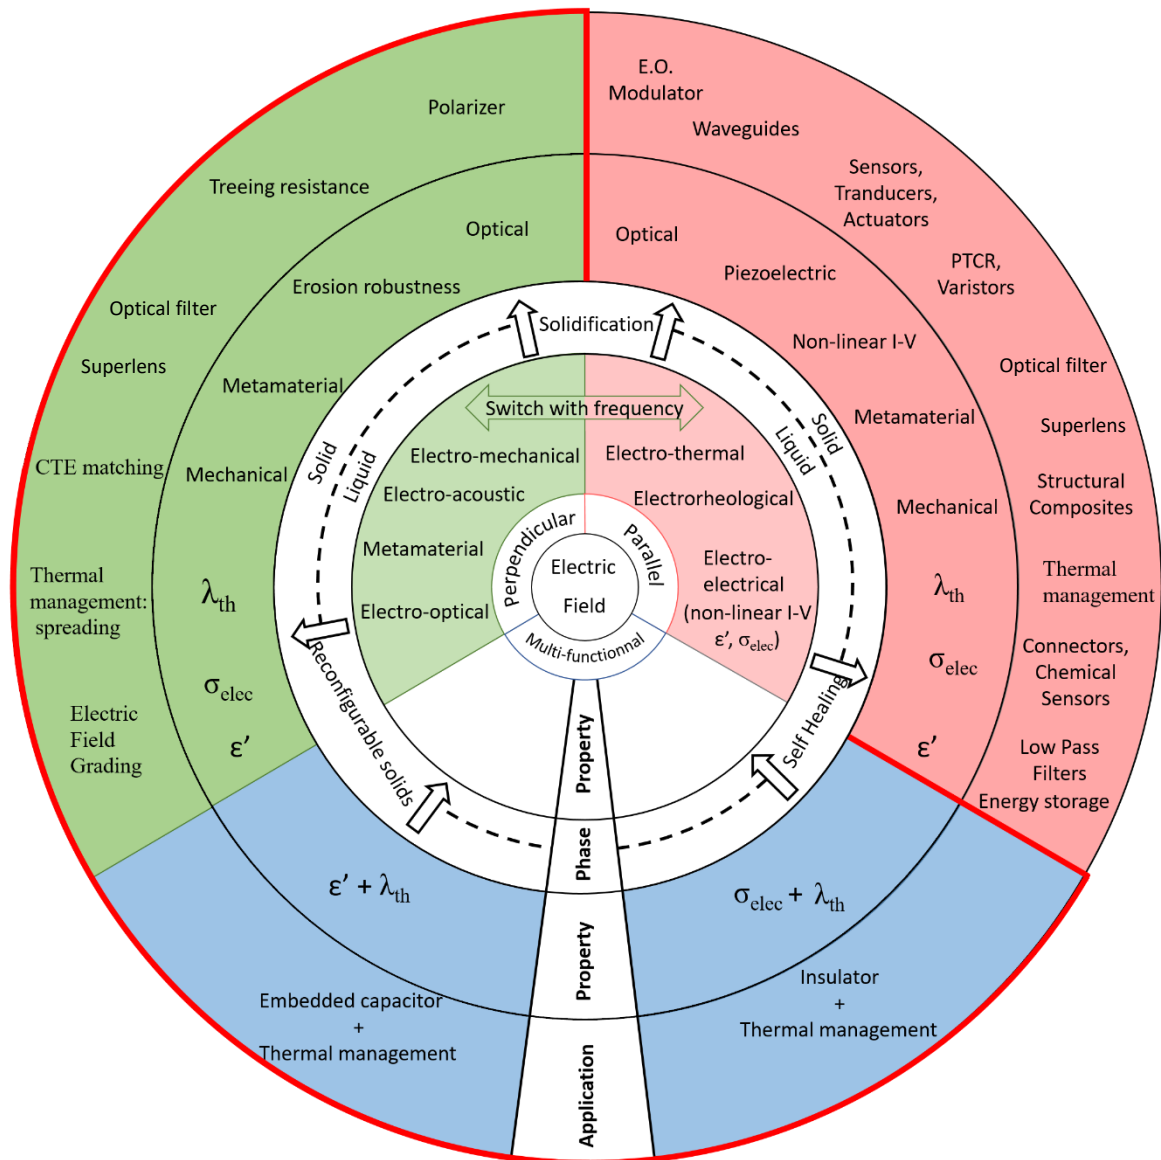 E.O.
Modulator
Waveguides
Sensors,
Tranducers,
Actuators
PTCR,
Varistors
Optical filter
Superlens
Structural
Composites
Thermal
management
Connectors,
Chemical
Sensors
Low Pass
Filters
Energy storage
Optical
Piezoelectric
Non-linear I-V
Metamaterial
Mechanical
λth
σelec
ε’
Polarizer
Treeing resistance
Optical filter
Superlens
CTE matching
Thermal
management:
spreading
Electric
Field
Grading
Optical
Erosion robustness
Metamaterial
Mechanical
λth
σelec
ε’
Solidification
Solid
Liquid
Solid
Liquid
Reconfigurable solids
Self Healing
Switch with frequency
Electro-mechanical
Electro-acoustic
Metamaterial
Electro-optical
Electro-thermal
Electrorheological
Electro-
electrical
(non-linear I-V
ε’, σelec)
Perpendicular
Parallel
Multi-functionnal
Electric
Field
Property
Phase
Property
Application
ε’ + λth
Embedded capacitor
+
Thermal management
σelec + λth
Insulator
+
Thermal management